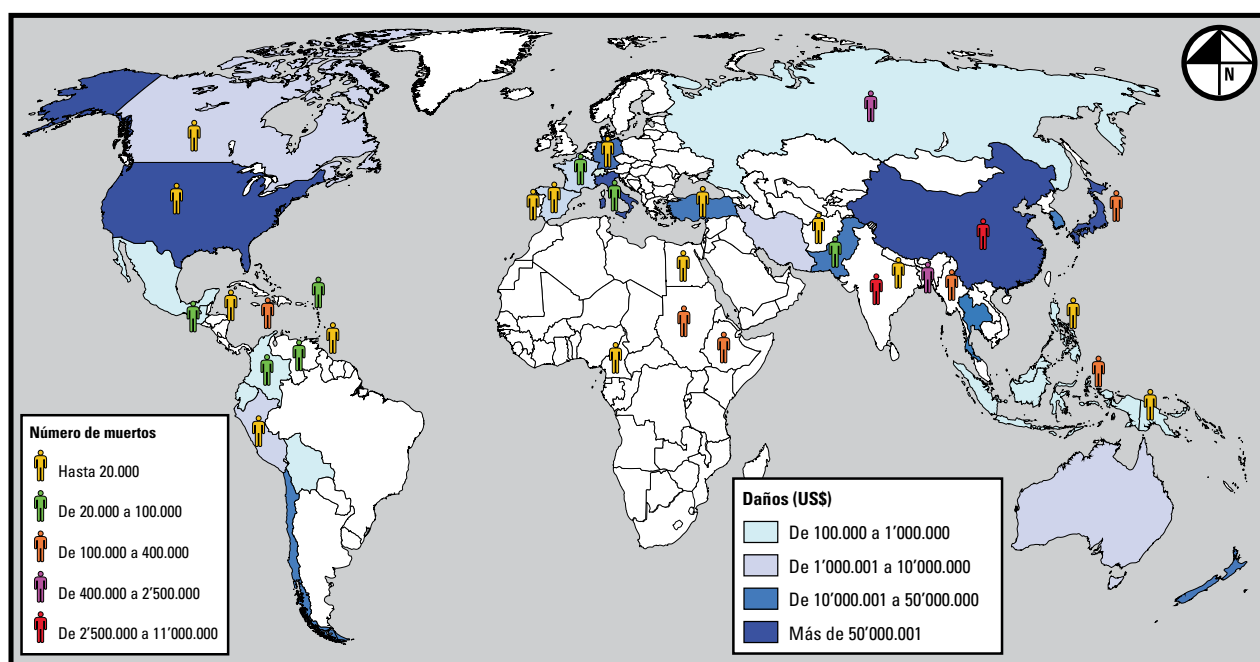 N
Número de muertos
Hasta 20.000
De 20.000 a 100.000
De 100.000 a 400.000
De 400.000 a 2’500.000
De 2’500.000 a 11’000.000
Daños (US$)
De 100.000 a 1’000.000
De 1’000.001 a 10’000.000
De 10’000.001 a 50’000.000
Más de 50’000.001